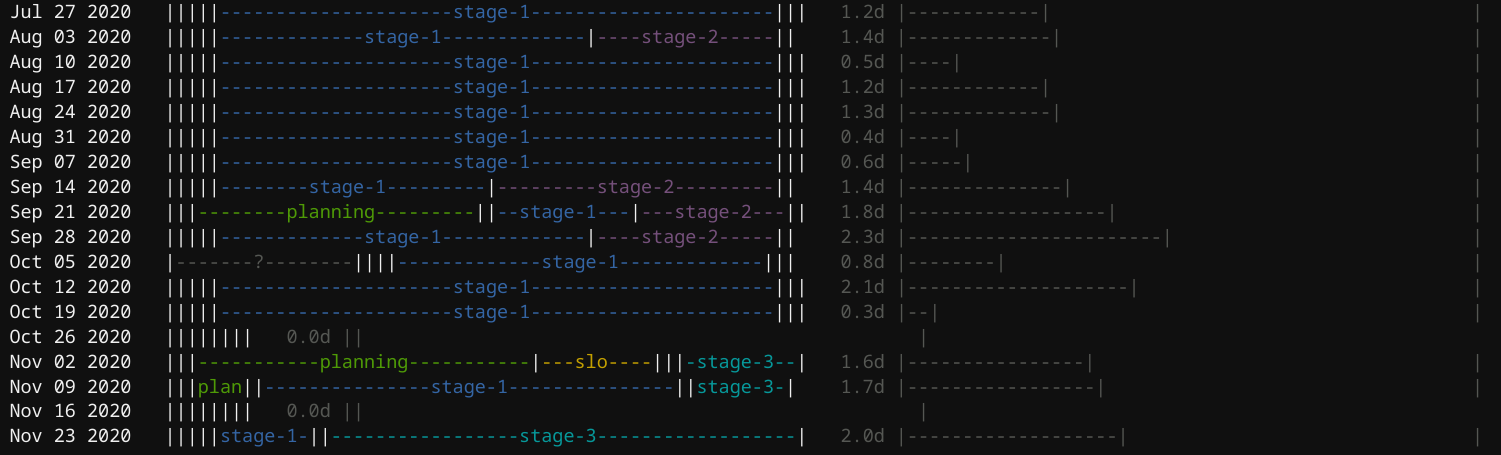 Jul 27 2020   |||||---------------------stage-1----------------------|||   1.2d |------------| |
Aug 03 2020   |||||-------------stage-1-------------|----stage-2-----||    1.4d |-------------| |
Aug 10 2020   |||||---------------------stage-1----------------------|||   0.5d |----| |
Aug 17 2020   |||||---------------------stage-1----------------------|||   1.2d |------------| |
Aug 24 2020   |||||---------------------stage-1----------------------|||   1.3d |-------------| |
Aug 31 2020   |||||---------------------stage-1----------------------|||   0.4d |----| |
Sep 07 2020   |||||---------------------stage-1----------------------|||   0.6d |-----| |
Sep 14 2020   |||||--------stage-1---------|---------stage-2---------||    1.4d |--------------| |
Sep 21 2020   |||--------planning---------||--stage-1---|---stage-2---||   1.8d |------------------| |
Sep 28 2020   |||||-------------stage-1-------------|----stage-2-----||    2.3d |-----------------------| |
Oct 05 2020   |-------?--------||||-------------stage-1-------------|||    0.8d |--------| |
Oct 12 2020   |||||---------------------stage-1----------------------|||   2.1d |--------------------| |
Oct 19 2020   |||||---------------------stage-1----------------------|||   0.3d |--| |
Oct 26 2020   ||||||||   0.0d || |
Nov 02 2020   |||-----------planning-----------|---slo----|||-stage-3--|   1.6d |----------------| |
Nov 09 2020   |||plan||---------------stage-1---------------||stage-3-|    1.7d |-----------------| |
Nov 16 2020   ||||||||   0.0d || |
Nov 23 2020   |||||stage-1-||-----------------stage-3------------------|   2.0d |-------------------| |